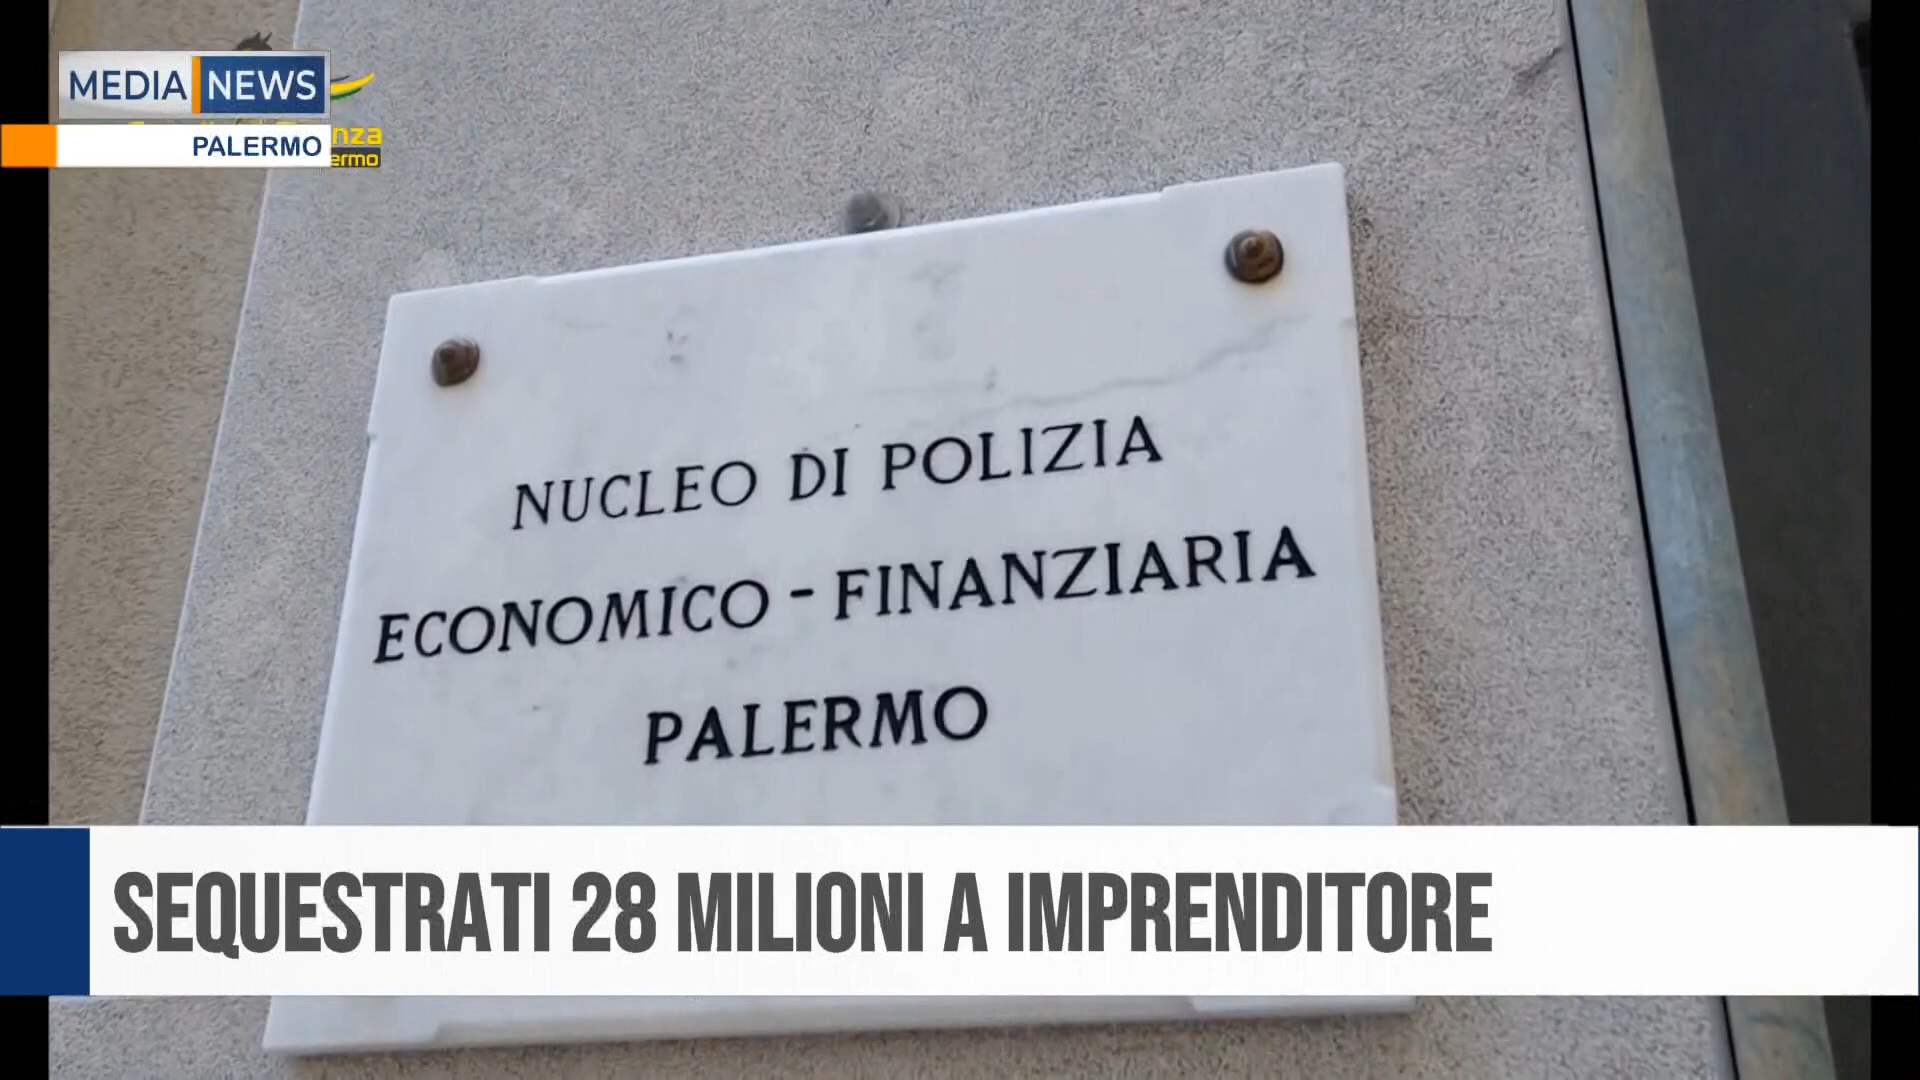 MEDIA NEWS
PALERMO
NUCLEO DI POLIZIA
ECONOMICO - FINANZIARIA
PALERMO
SEQUESTRATI 28 MILIONI A IMPRENDITORE